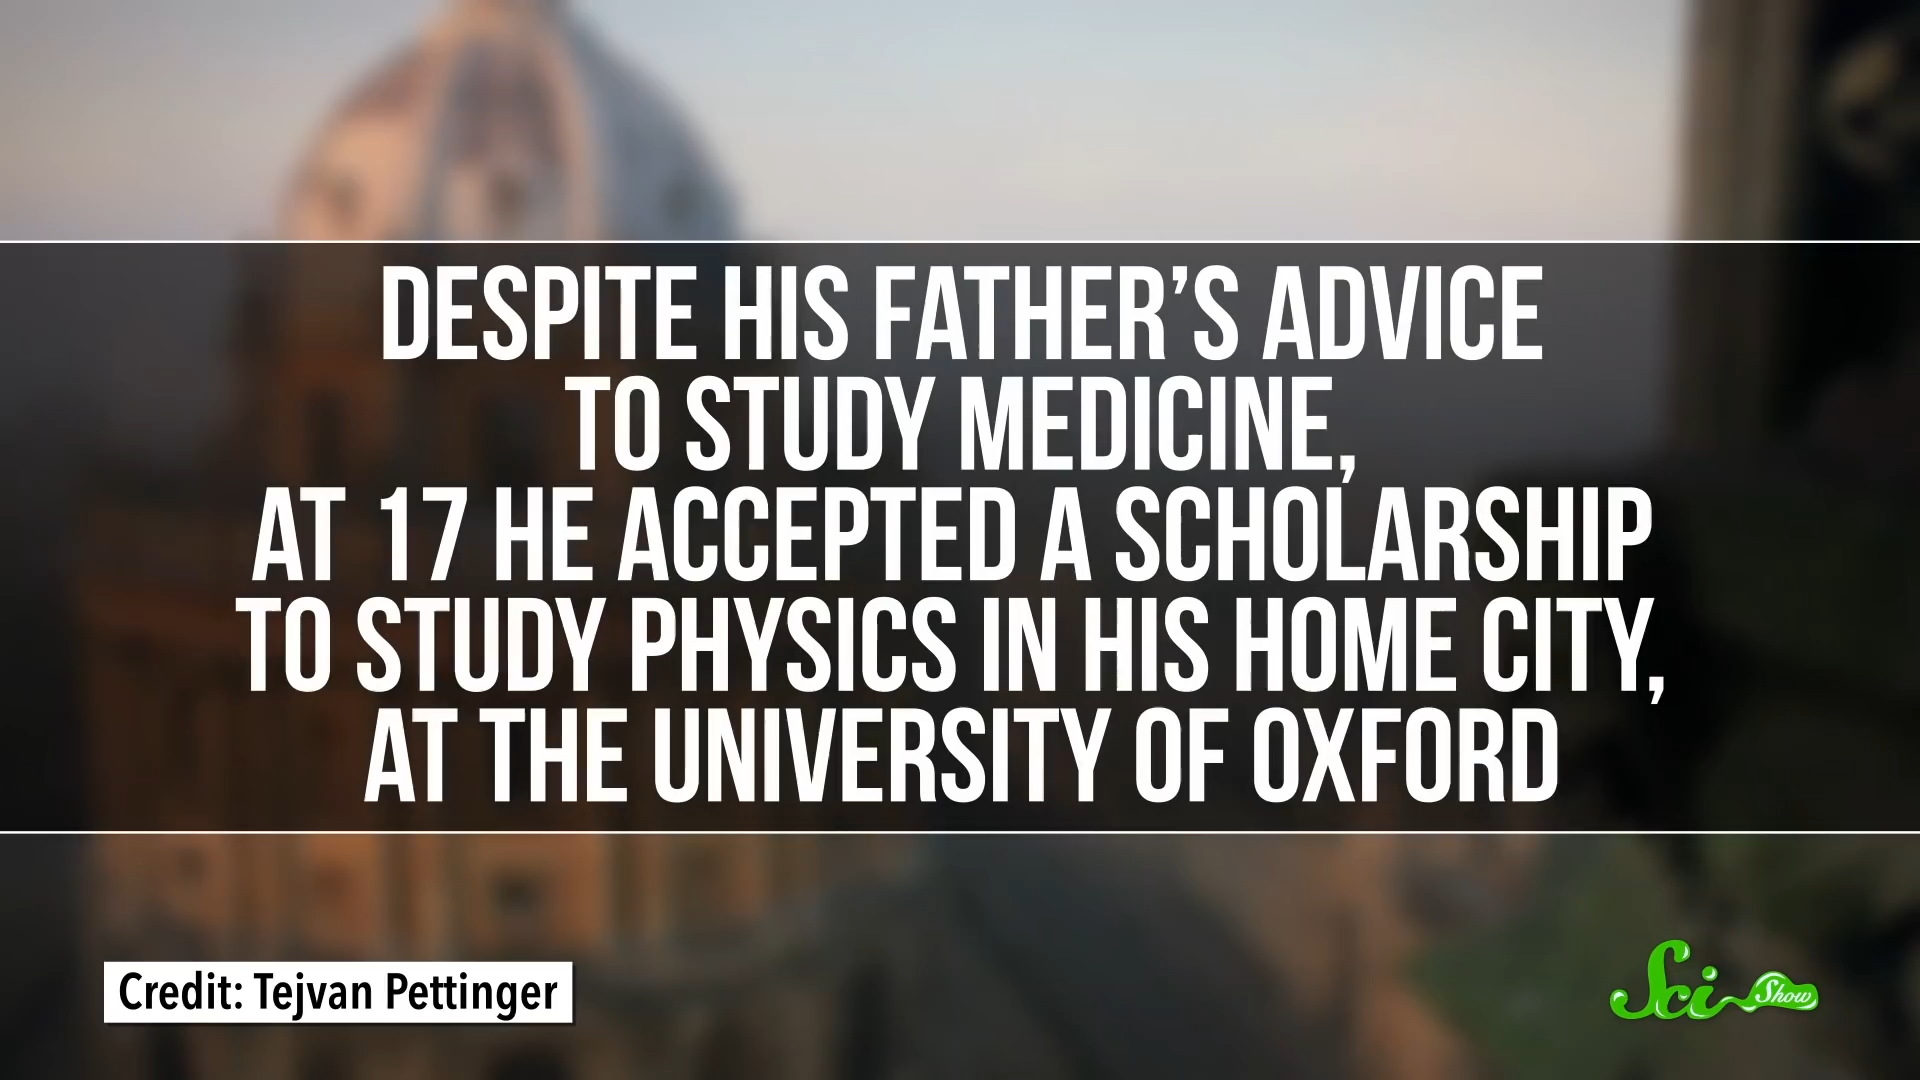 DESPITE HIS FATHER’S ADVICE
TO STUDY MEDICINE,
AT 17 HE ACCEPTED A SCHOLARSHIP
TO STUDY PHYSICS IN HIS HOME CITY,
AT THE UNIVERSITY OF OXFORD
Credit: Tejvan Pettinger
Sci Show